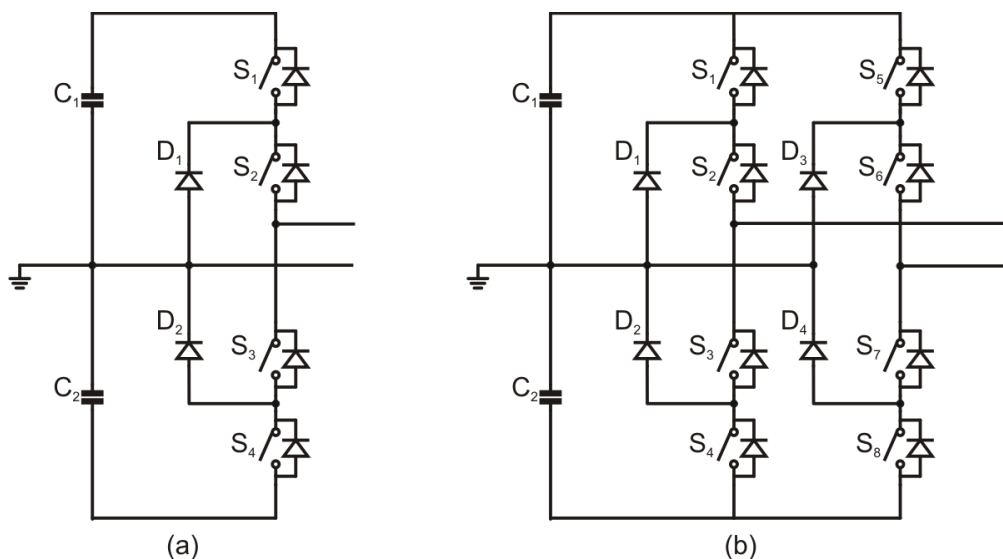 S₁
C₁
D₁
S₂
D₂
S₃
C₂
S₄
(a)
S₁
S₅
C₁
D₁
S₂
D₃
S₆
D₂
S₃
D₄
S₇
C₂
S₄
S₈
(b)